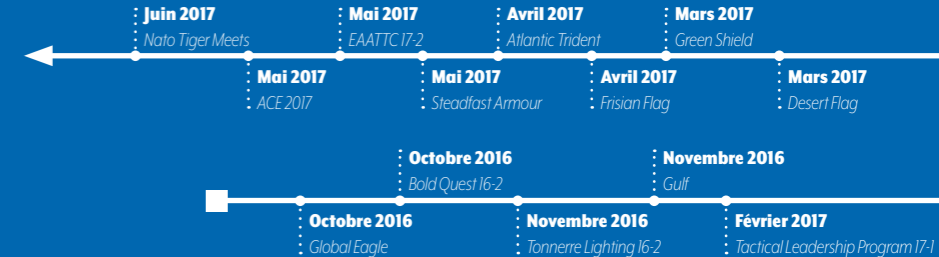 Juin 2017
Nato Tiger Meets
Mai 2017
EAATTC 17-2
Avril 2017
Atlantic Trident
Mars 2017
Green Shield
Mai 2017
ACE 2017
Mai 2017
Steadfast Armour
Avril 2017
Frisian Flag
Mars 2017
Desert Flag
Octobre 2016
Bold Quest 16-2
Novembre 2016
Gulf
Octobre 2016
Global Eagle
Novembre 2016
Tonnerre Lighting 16-2
Février 2017
Tactical Leadership Program 17-1